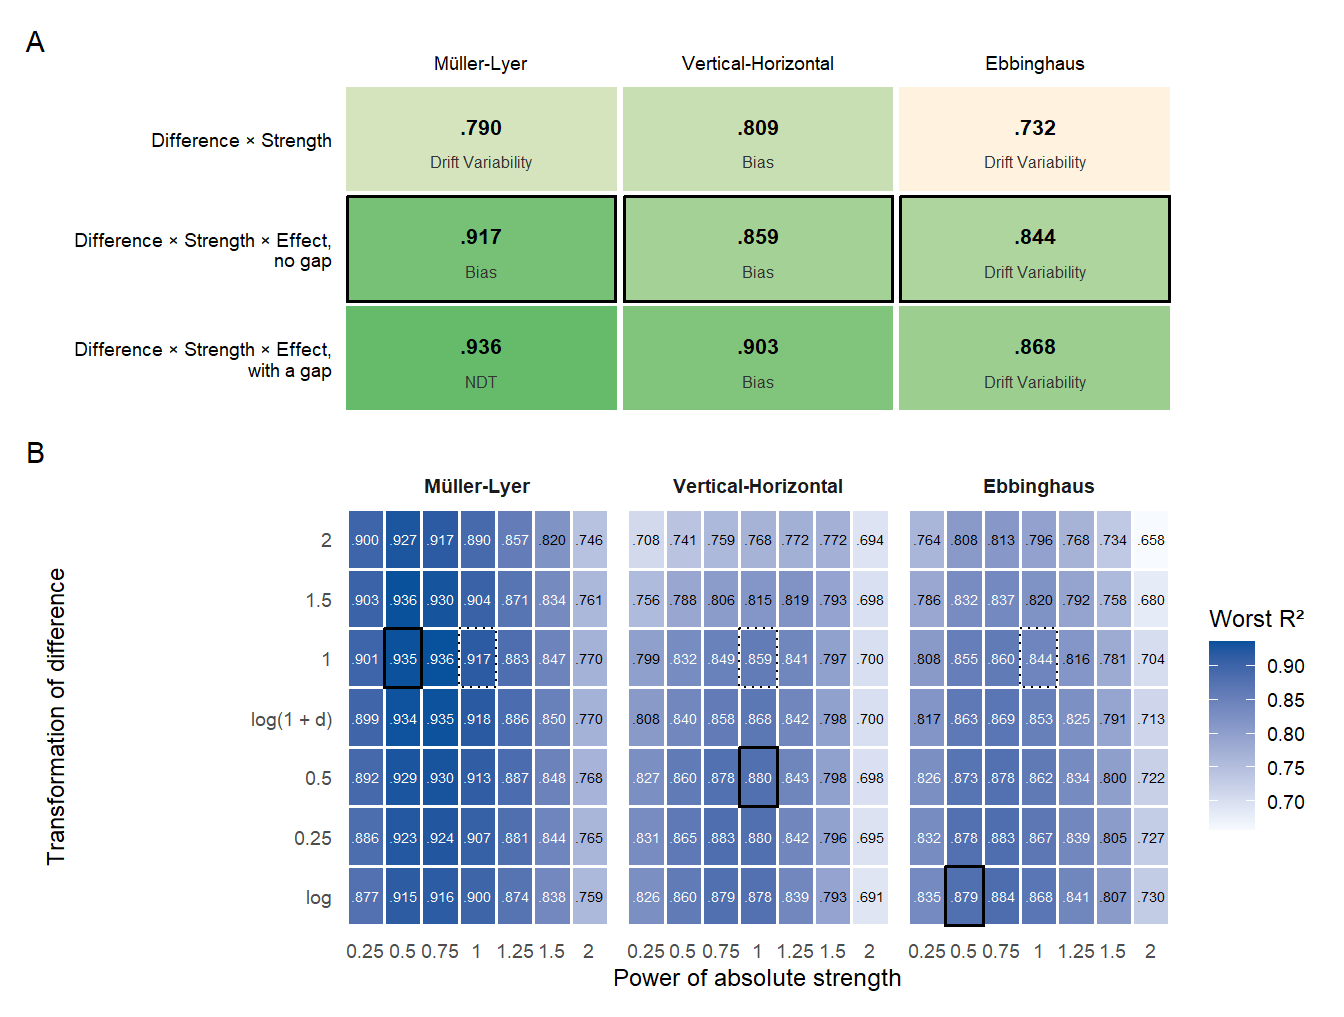 A
Müller-Lyer Vertical-Horizontal Ebbinghaus
Difference × Strength
.790 .809 .732
Drift Variability Bias Drift Variability
Difference × Strength × Effect,
no gap
.917 .859 .844
Bias Bias Drift Variability
Difference × Strength × Effect,
with a gap
.936 .903 .868
NDT Bias Drift Variability
B
Müller-Lyer Vertical-Horizontal Ebbinghaus
Transformation of difference
2 .900 .927 .917 .890 .857 .820 .746 .708 .741 .759 .768 .772 .772 .694 .764 .808 .813 .796 .768 .734 .658
1.5 .903 .936 .930 .904 .871 .834 .761 .756 .788 .806 .815 .819 .793 .698 .786 .832 .837 .820 .792 .758 .680
1 .901 .935 .936 .917 .883 .847 .770 .799 .832 .849 .859 .841 .797 .700 .808 .855 .860 .844 .816 .781 .704
log(1 + d) .899 .934 .935 .918 .886 .850 .770 .808 .840 .858 .868 .842 .798 .700 .817 .863 .869 .853 .825 .791 .713
0.5 .892 .929 .930 .913 .887 .848 .768 .827 .860 .878 .880 .843 .798 .698 .826 .873 .878 .862 .834 .800 .722
0.25 .886 .923 .924 .907 .881 .844 .765 .831 .865 .883 .880 .842 .796 .695 .832 .878 .883 .867 .839 .805 .727
log .877 .915 .916 .900 .874 .838 .759 .826 .860 .879 .878 .839 .793 .691 .835 .879 .884 .868 .841 .807 .730
0.25 0.5 0.75 1 1.25 1.5 2 0.25 0.5 0.75 1 1.25 1.5 2 0.25 0.5 0.75 1 1.25 1.5 2
Power of absolute strength
Worst R²
0.90
0.85
0.80
0.75
0.70